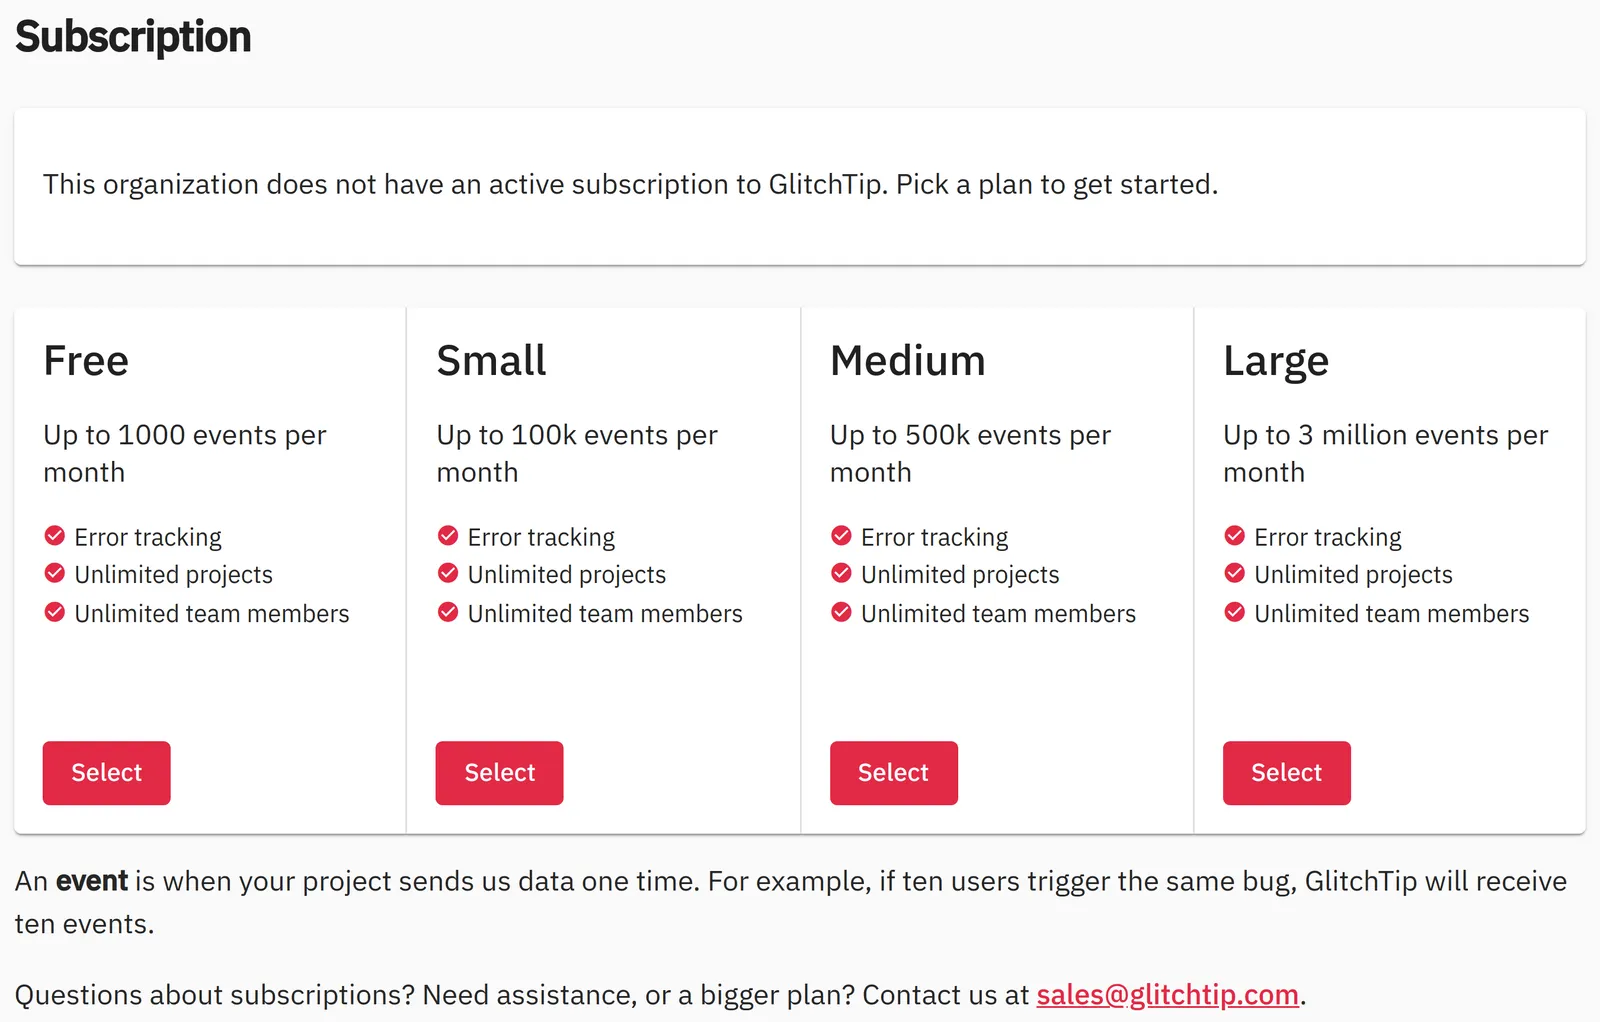 Subscription
This organization does not have an active subscription to GlitchTip. Pick a plan to get started.
Free
Up to 1000 events per
month
Error tracking
Unlimited projects
Unlimited team members
Select
Small
Up to 100k events per
month
Error tracking
Unlimited projects
Unlimited team members
Select
Medium
Up to 500k events per
month
Error tracking
Unlimited projects
Unlimited team members
Select
Large
Up to 3 million events per
month
Error tracking
Unlimited projects
Unlimited team members
Select
An event is when your project sends us data one time. For example, if ten users trigger the same bug, GlitchTip will receive
ten events.
Questions about subscriptions? Need assistance, or a bigger plan? Contact us at sales@glitchtip.com.